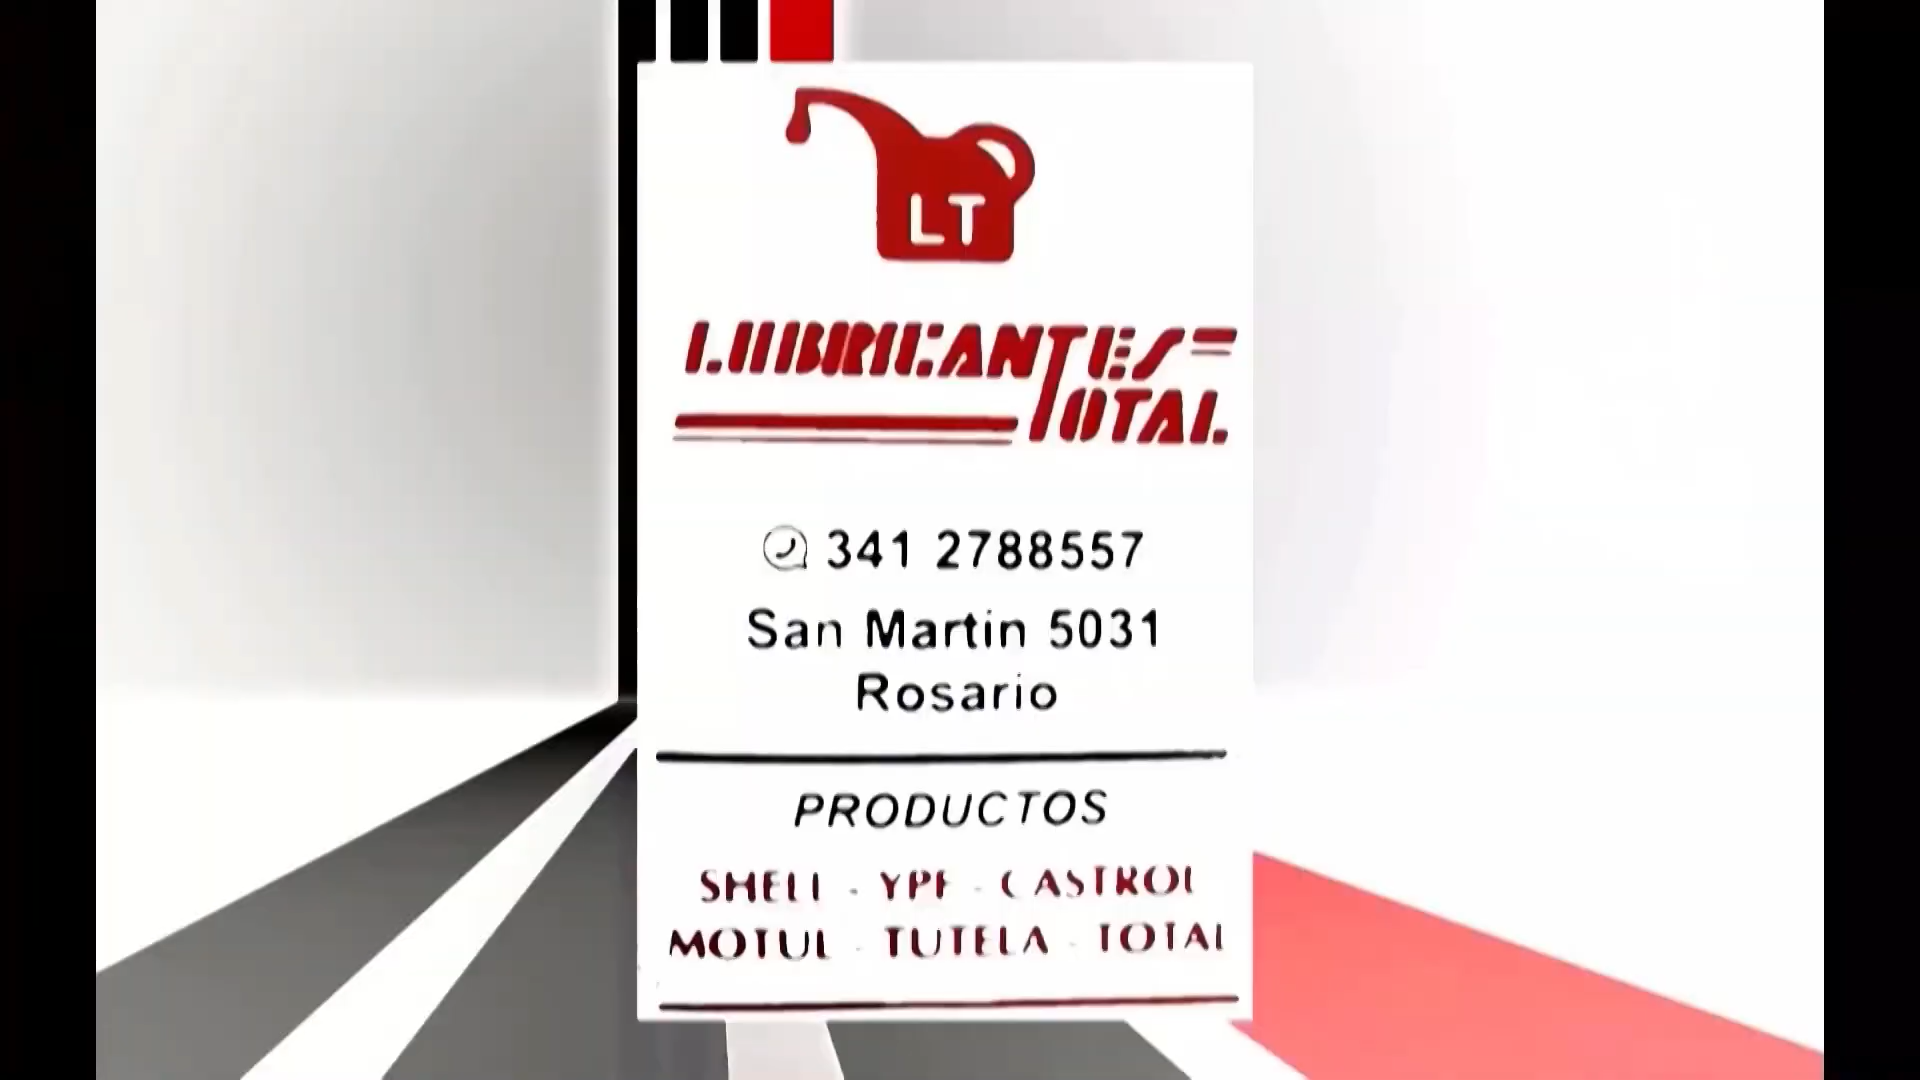 LT
LUBRICANTES
TOTAL
341 2788557
San Martin 5031
Rosario
PRODUCTOS
SHELL - YPF - CASTROL
MOTUL - TUTELA - TOTAL